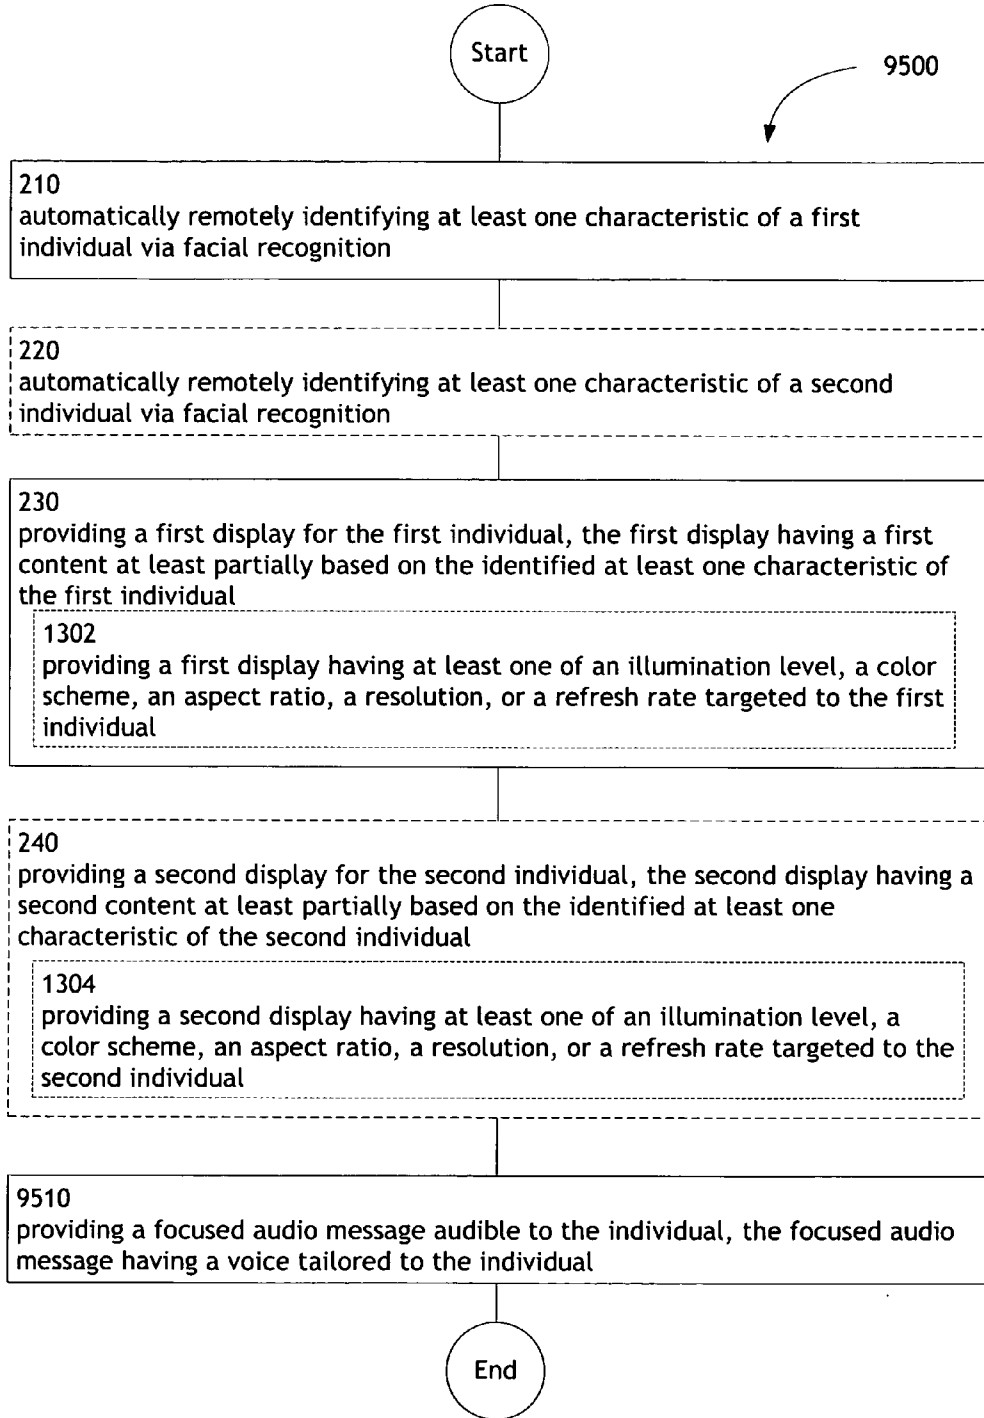 Start
9500
210
automatically remotely identifying at least one characteristic of a first
individual via facial recognition
220
automatically remotely identifying at least one characteristic of a second
individual via facial recognition
230
providing a first display for the first individual, the first display having a first
content at least partially based on the identified at least one characteristic of
the first individual
1302
providing a first display having at least one of an illumination level, a color
scheme, an aspect ratio, a resolution, or a refresh rate targeted to the first
individual
240
providing a second display for the second individual, the second display having a
second content at least partially based on the identified at least one
characteristic of the second individual
1304
providing a second display having at least one of an illumination level, a
color scheme, an aspect ratio, a resolution, or a refresh rate targeted to the
second individual
9510
providing a focused audio message audible to the individual, the focused audio
message having a voice tailored to the individual
End